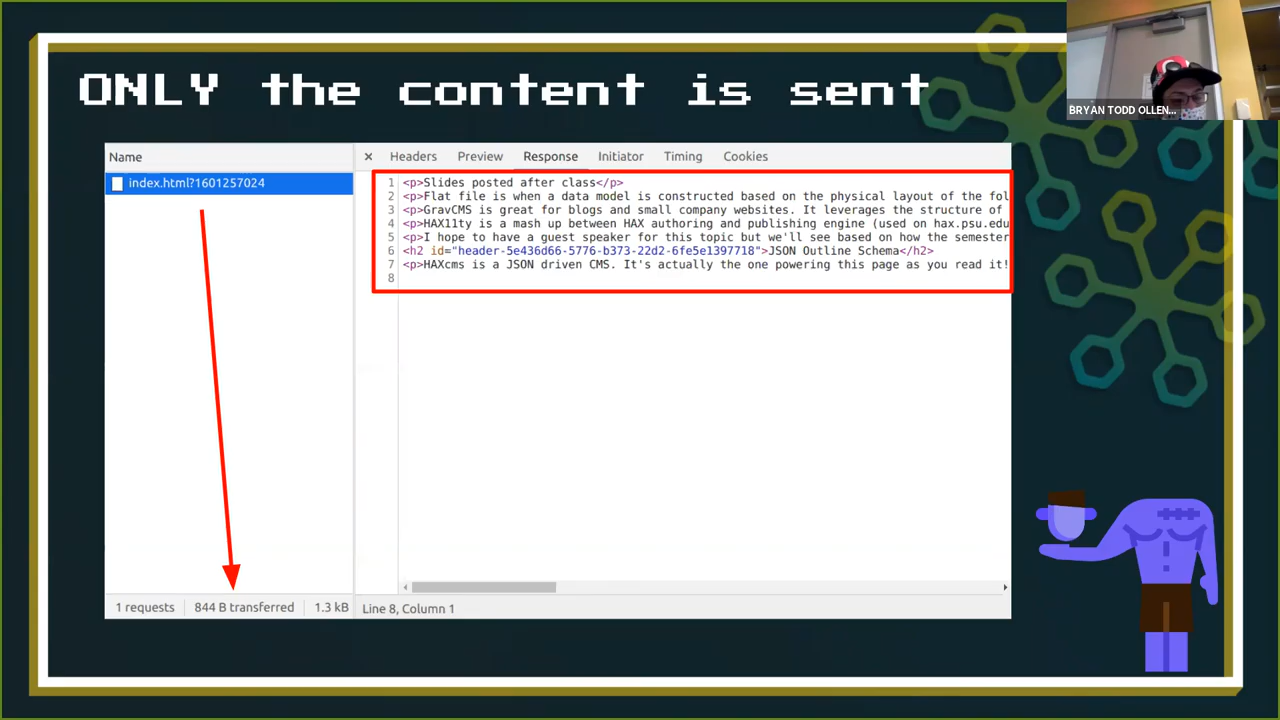 ONLY the content is sent
BRYAN TODD OLLEN...
Name
× Headers Preview Response Initiator Timing Cookies
index.html?1601257024
1 <p>Slides posted after class</p>
2 <p>Flat file is when a data model is constructed based on the physical layout of the fol
3 <p>GravCMS is great for blogs and small company websites. It leverages the structure of
4 <p>HAX11ty is a mash up between HAX authoring and publishing engine (used on hax.psu.edu
5 <p>I hope to have a guest speaker for this topic but we'll see based on how the semester
6 <h2 id="header-5e436d66-5776-b373-22d2-6fe5e1397718">JSON Outline Schema</h2>
7 <p>HAXcms is a JSON driven CMS. It's actually the one powering this page as you read it!
8
1 requests 844 B transferred 1.3 kB Line 8, Column 1